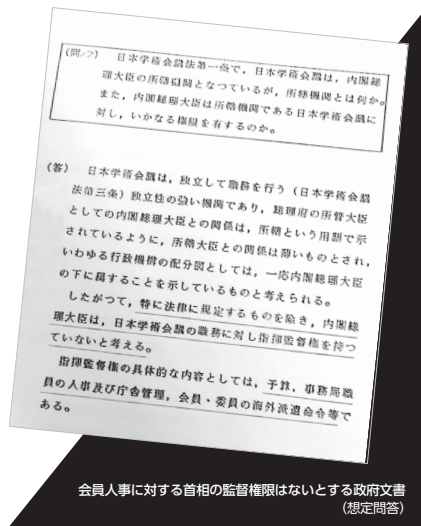 (問/7) 日本学術会議法第一条で,日本学術会議は,内閣総
理大臣の所轄機関となつているが,所轄機関とは何か。
また,内閣総理大臣は所轄機関である日本学術会議に
対し,いかなる権限を有するのか。
(答) 日本学術会議は,独立して職務を行う(日本学術会議
法第三条)独立性の強い機関であり,総理府の所管大臣
としての内閣総理大臣との関係は,所轄という用語で示
されているように,所轄大臣との関係は薄いものとされ,
いわゆる行政機構の配分図としては,一応内閣総理大臣
の下に属することを示しているものと考えられる。
したがつて,特に法律に規定するものを除き,内閣総
理大臣は,日本学術会議の職務に対し指揮監督権を持つ
ていないと考える。
指揮監督権の具体的な内容としては,予算,事務局職
員の人事及び庁舎管理,会員・委員の海外派遣命令等で
ある。
会員人事に対する首相の監督権限はないとする政府文書
(想定問答)